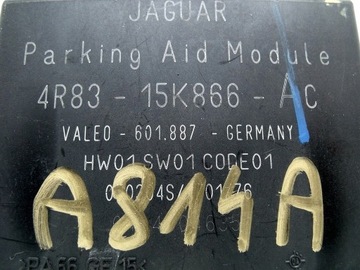 JAGUAR
Parking Aid Module
4R83 - 15K866 - AC
VALEO - 601.887 - GERMANY
HW01 SW01 CODE01
A814A